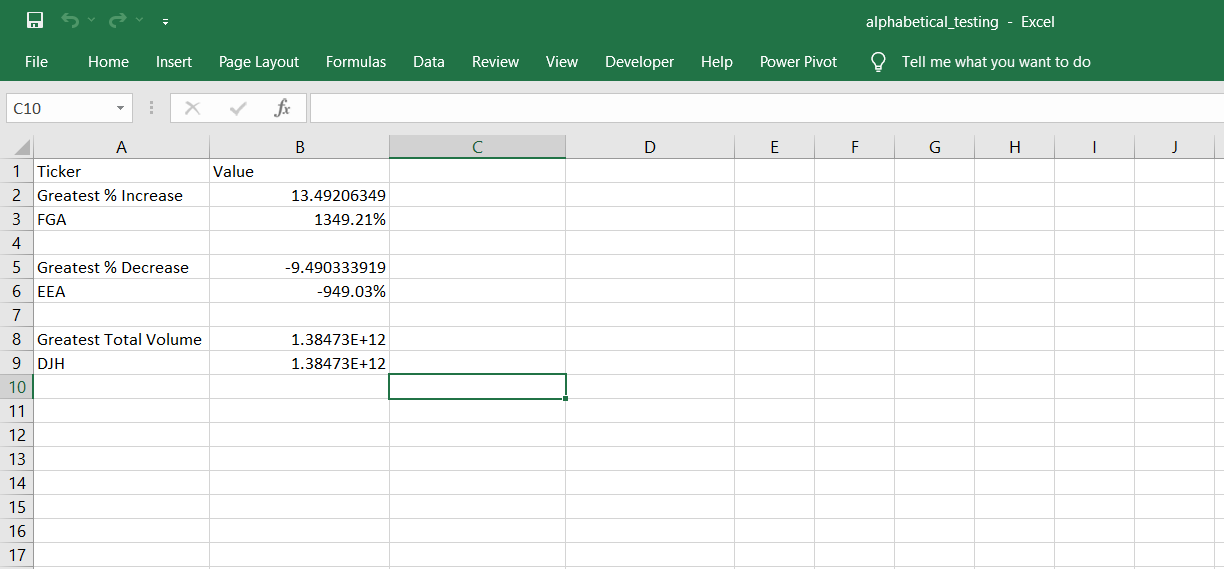 alphabetical_testing - Excel
File Home Insert Page Layout Formulas Data Review View Developer Help Power Pivot Tell me what you want to do
C10 fx
A B C D E F G H I J
1 Ticker Value
2 Greatest % Increase 13.49206349
3 FGA 1349.21%
4
5 Greatest % Decrease -9.490333919
6 EEA -949.03%
7
8 Greatest Total Volume 1.38473E+12
9 DJH 1.38473E+12
10
11
12
13
14
15
16
17